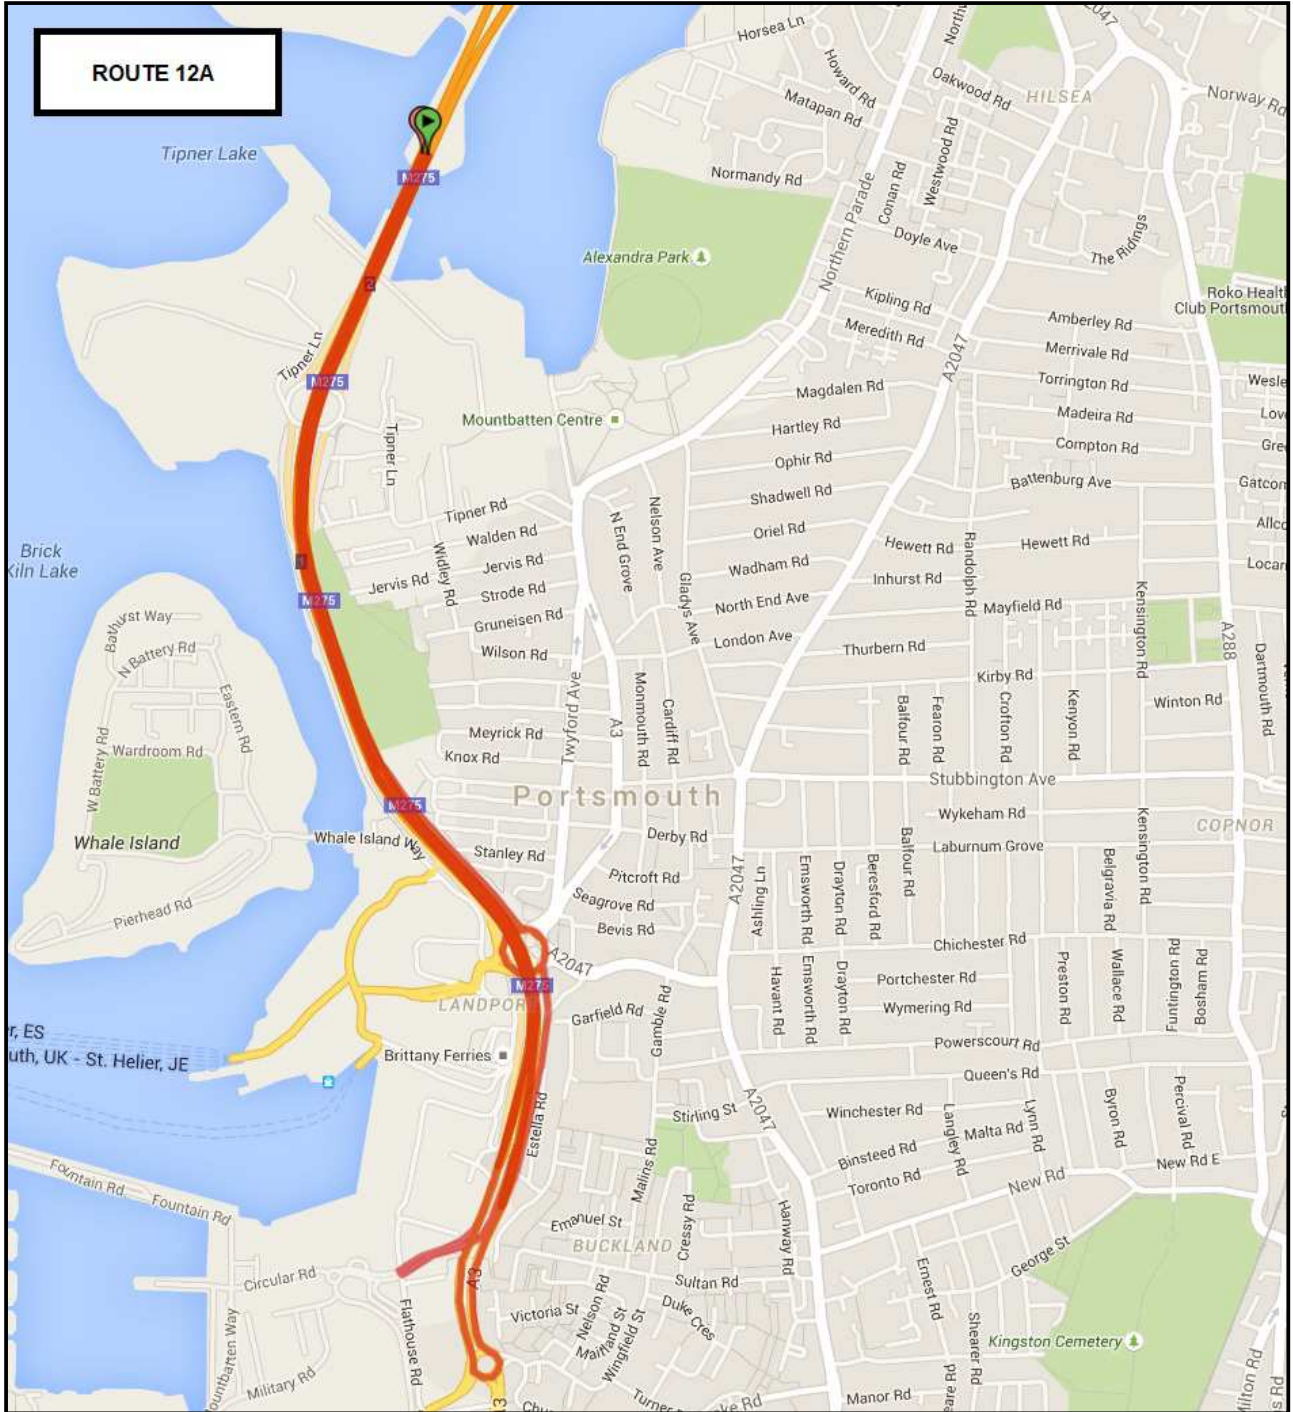 ROUTE 12A
Horsea Ln
Howard Rd
Matapan Rd
Oakwood Rd
HILSEA
Norway Rd
Tipner Lake
M275
Normandy Rd
Northern Parade
Conan Rd
Westwood Rd
Doyle Ave
The Ridings
Alexandra Park
2
Kipling Rd
Meredith Rd
A2047
Amberley Rd
Merrivale Rd
Torrington Rd
Madeira Rd
Compton Rd
Battenburg Ave
Roko Health
Club Portsmouth
Tipner Ln
M275
Mountbatten Centre
Tipner Ln
Magdalen Rd
Hartley Rd
Ophir Rd
Shadwell Rd
Oriel Rd
Wadham Rd
North End Ave
London Ave
Tipner Rd
Walden Rd
Jervis Rd
Jervis Rd
Strode Rd
Gruneisen Rd
Wilson Rd
Widley Rd
N End Grove
Nelson Ave
Gladys Ave
Hewett Rd
Hewett Rd
Inhurst Rd
Randolph Rd
Mayfield Rd
Kensington Rd
Thurbern Rd
Kirby Rd
A288
Dartmouth Rd
Winton Rd
Brick
Kiln Lake
1
M275
Bathurst Way
N Battery Rd
Eastern Rd
W Battery Rd
Wardroom Rd
Whale Island
Pierhead Rd
Meyrick Rd
Knox Rd
Twyford Ave
A3
Monmouth Rd
Cardiff Rd
Balfour Rd
Fearon Rd
Crofton Rd
Kenyon Rd
Stubbington Ave
Portsmouth
M275
Whale Island Way
Stanley Rd
Derby Rd
Pitcroft Rd
Seagrove Rd
Bevis Rd
A2047
A2047
Wykeham Rd
Laburnum Grove
COPNOR
Kensington Rd
Ashling Ln
Emsworth Rd
Drayton Rd
Beresford Rd
Balfour Rd
Belgravia Rd
Chichester Rd
M275
Garfield Rd
Gamble Rd
Havant Rd
Emsworth Rd
Drayton Rd
Portchester Rd
Wymering Rd
Preston Rd
Wallace Rd
Funtington Rd
Bosham Rd
Powerscourt Rd
Queen's Rd
Brittany Ferries
Estella Rd
Stirling St
A2047
Winchester Rd
Binsteed Rd
Toronto Rd
Langley Rd
Malta Rd
Lynn Rd
Byron Rd
Percival Rd
New Rd E
New Rd
Fountain Rd
Fountain Rd
Circular Rd
Flathouse Rd
Military Rd
A3
Emanuel St
BUCKLAND
Malins Rd
Cressy Rd
Hanway Rd
Sultan Rd
Duke Cres
Victoria St
Nelson Rd
Maitland St
Wingfield St
Ernest Rd
Shearer Rd
George St
Kingston Cemetery
Manor Rd